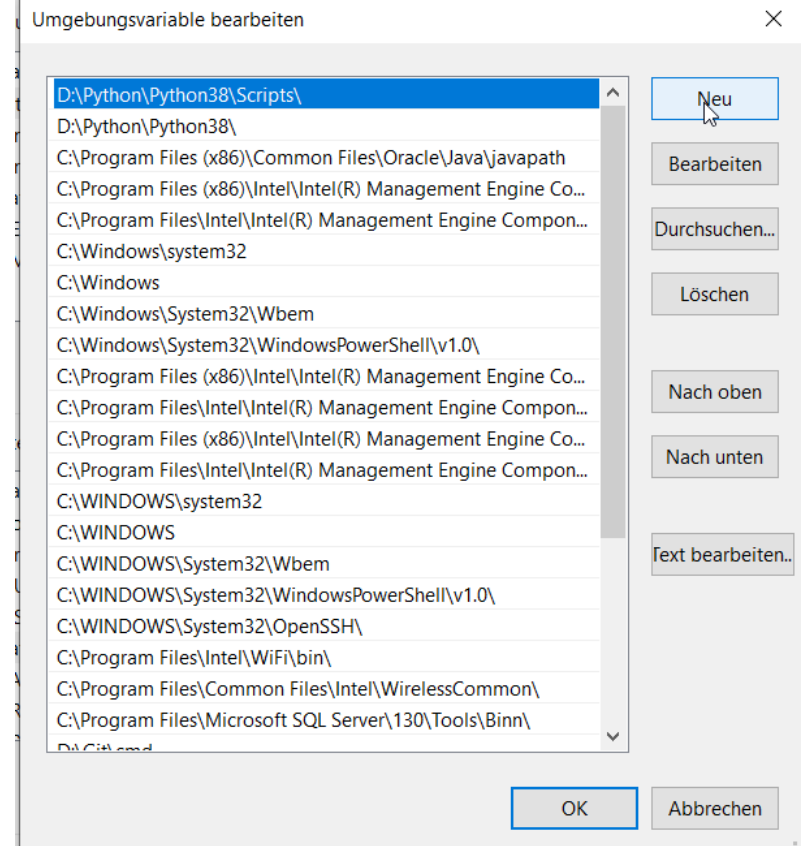 Umgebungsvariable bearbeiten
D:\Python\Python38\Scripts\
D:\Python\Python38\
C:\Program Files (x86)\Common Files\Oracle\Java\javapath
C:\Program Files (x86)\Intel\Intel(R) Management Engine Co...
C:\Program Files\Intel\Intel(R) Management Engine Compon...
C:\Windows\system32
C:\Windows
C:\Windows\System32\Wbem
C:\Windows\System32\WindowsPowerShell\v1.0\
C:\Program Files (x86)\Intel\Intel(R) Management Engine Co...
C:\Program Files\Intel\Intel(R) Management Engine Compon...
C:\Program Files (x86)\Intel\Intel(R) Management Engine Co...
C:\Program Files\Intel\Intel(R) Management Engine Compon...
C:\WINDOWS\system32
C:\WINDOWS
C:\WINDOWS\System32\Wbem
C:\WINDOWS\System32\WindowsPowerShell\v1.0\
C:\WINDOWS\System32\OpenSSH\
C:\Program Files\Intel\WiFi\bin\
C:\Program Files\Common Files\Intel\WirelessCommon\
C:\Program Files\Microsoft SQL Server\130\Tools\Binn\
D:\Git\cmd
Neu
Bearbeiten
Durchsuchen...
Löschen
Nach oben
Nach unten
Text bearbeiten..
OK
Abbrechen